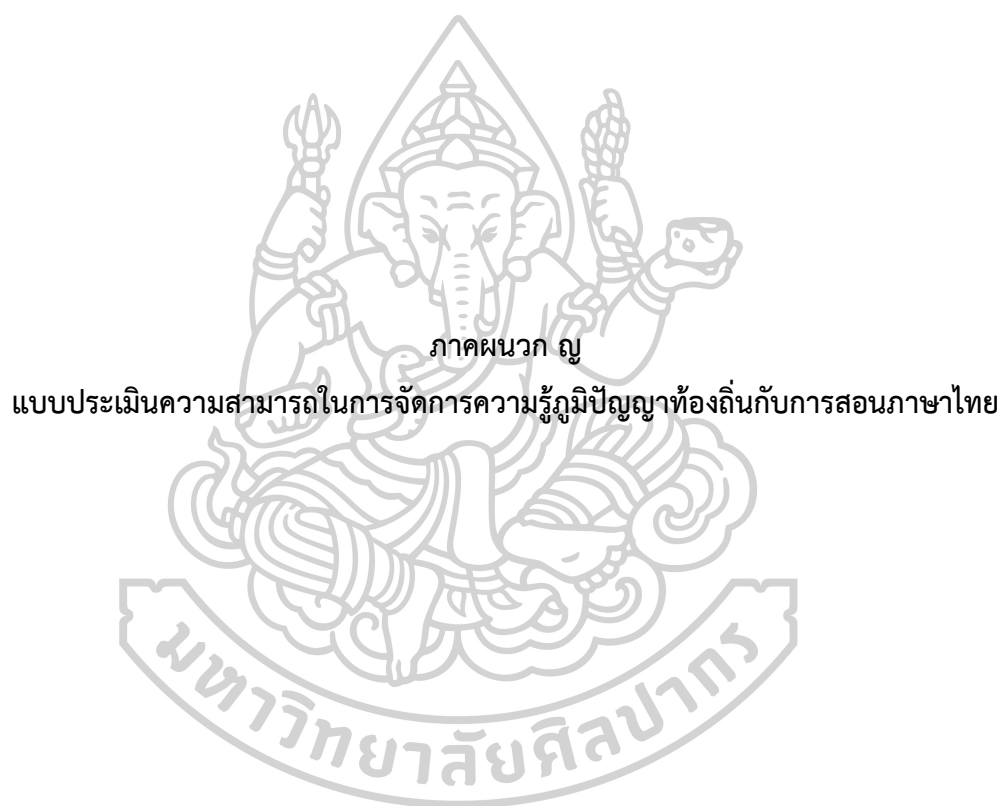 ภาคผนวก ญ
แบบประเมินความสามารถในการจัดการความรู้ภูมิปัญญาท้องถิ่นกับการสอนภาษาไทย
มหาวิทยาลัยศิลปากร